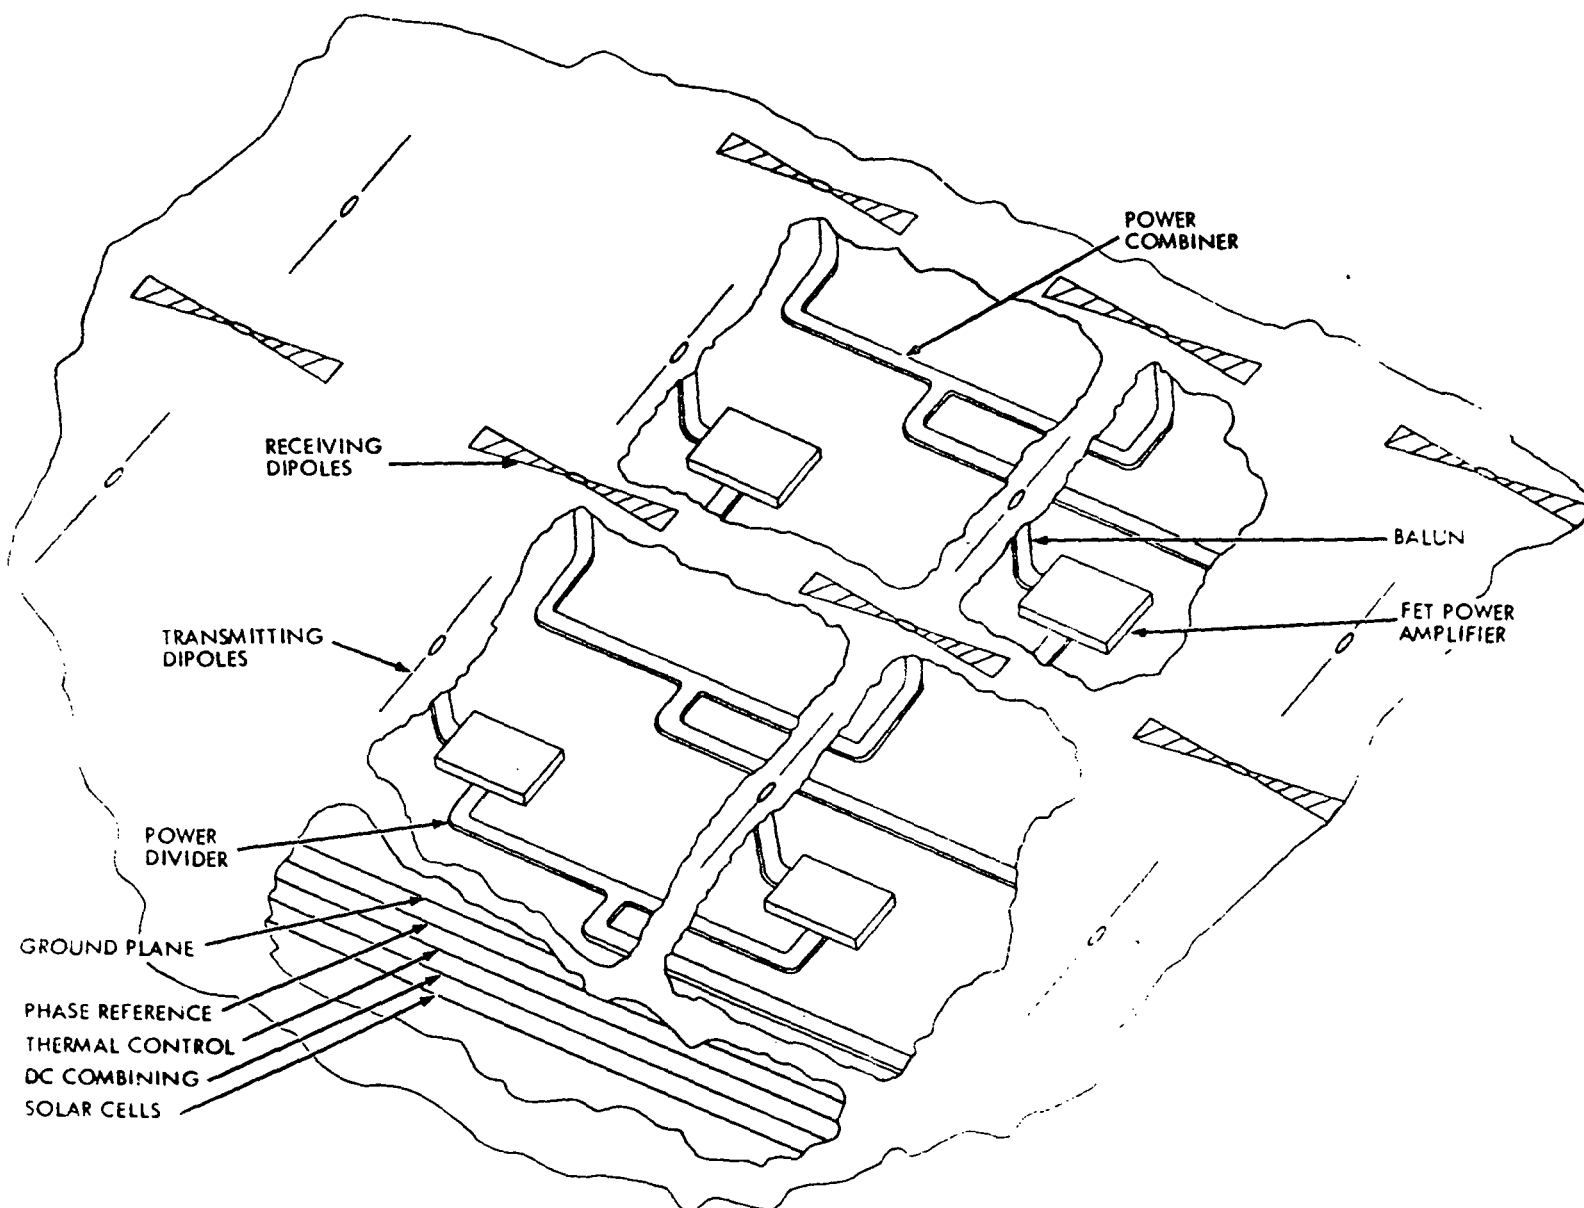 POWER
COMBINER
RECEIVING
DIPOLES
BALUN
FET POWER
AMPLIFIER
TRANSMITTING
DIPOLES
POWER
DIVIDER
GROUND PLANE
PHASE REFERENCE
THERMAL CONTROL
DC COMBINING
SOLAR CELLS